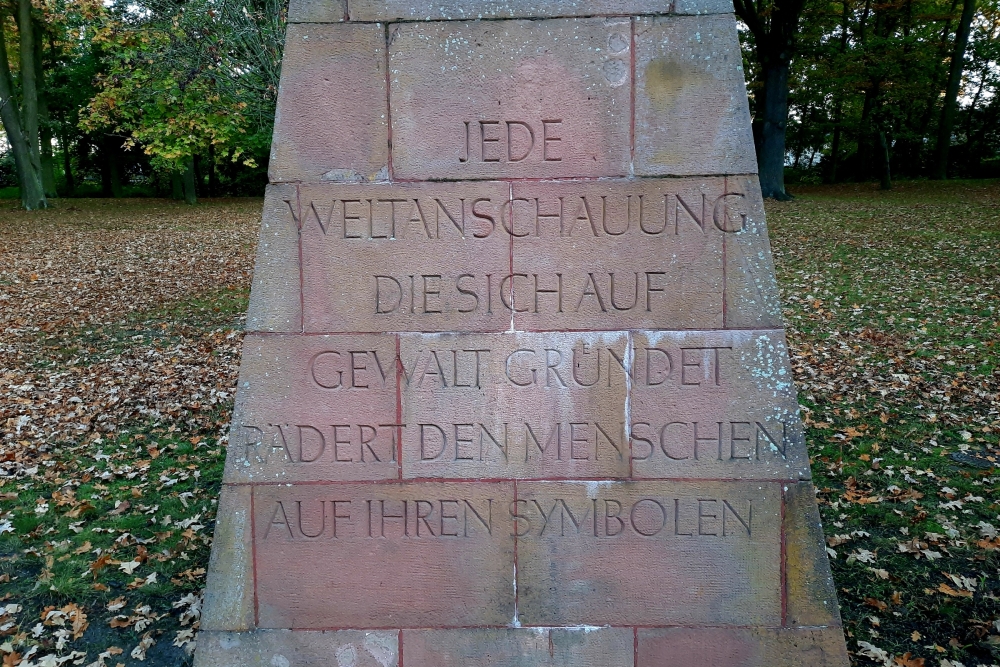 JEDE
WELTANSCHAUUNG
DIE SICH AUF
GEWALT GRÜNDET
RÄDERT DEN MENSCHEN
AUF IHREN SYMBOLEN